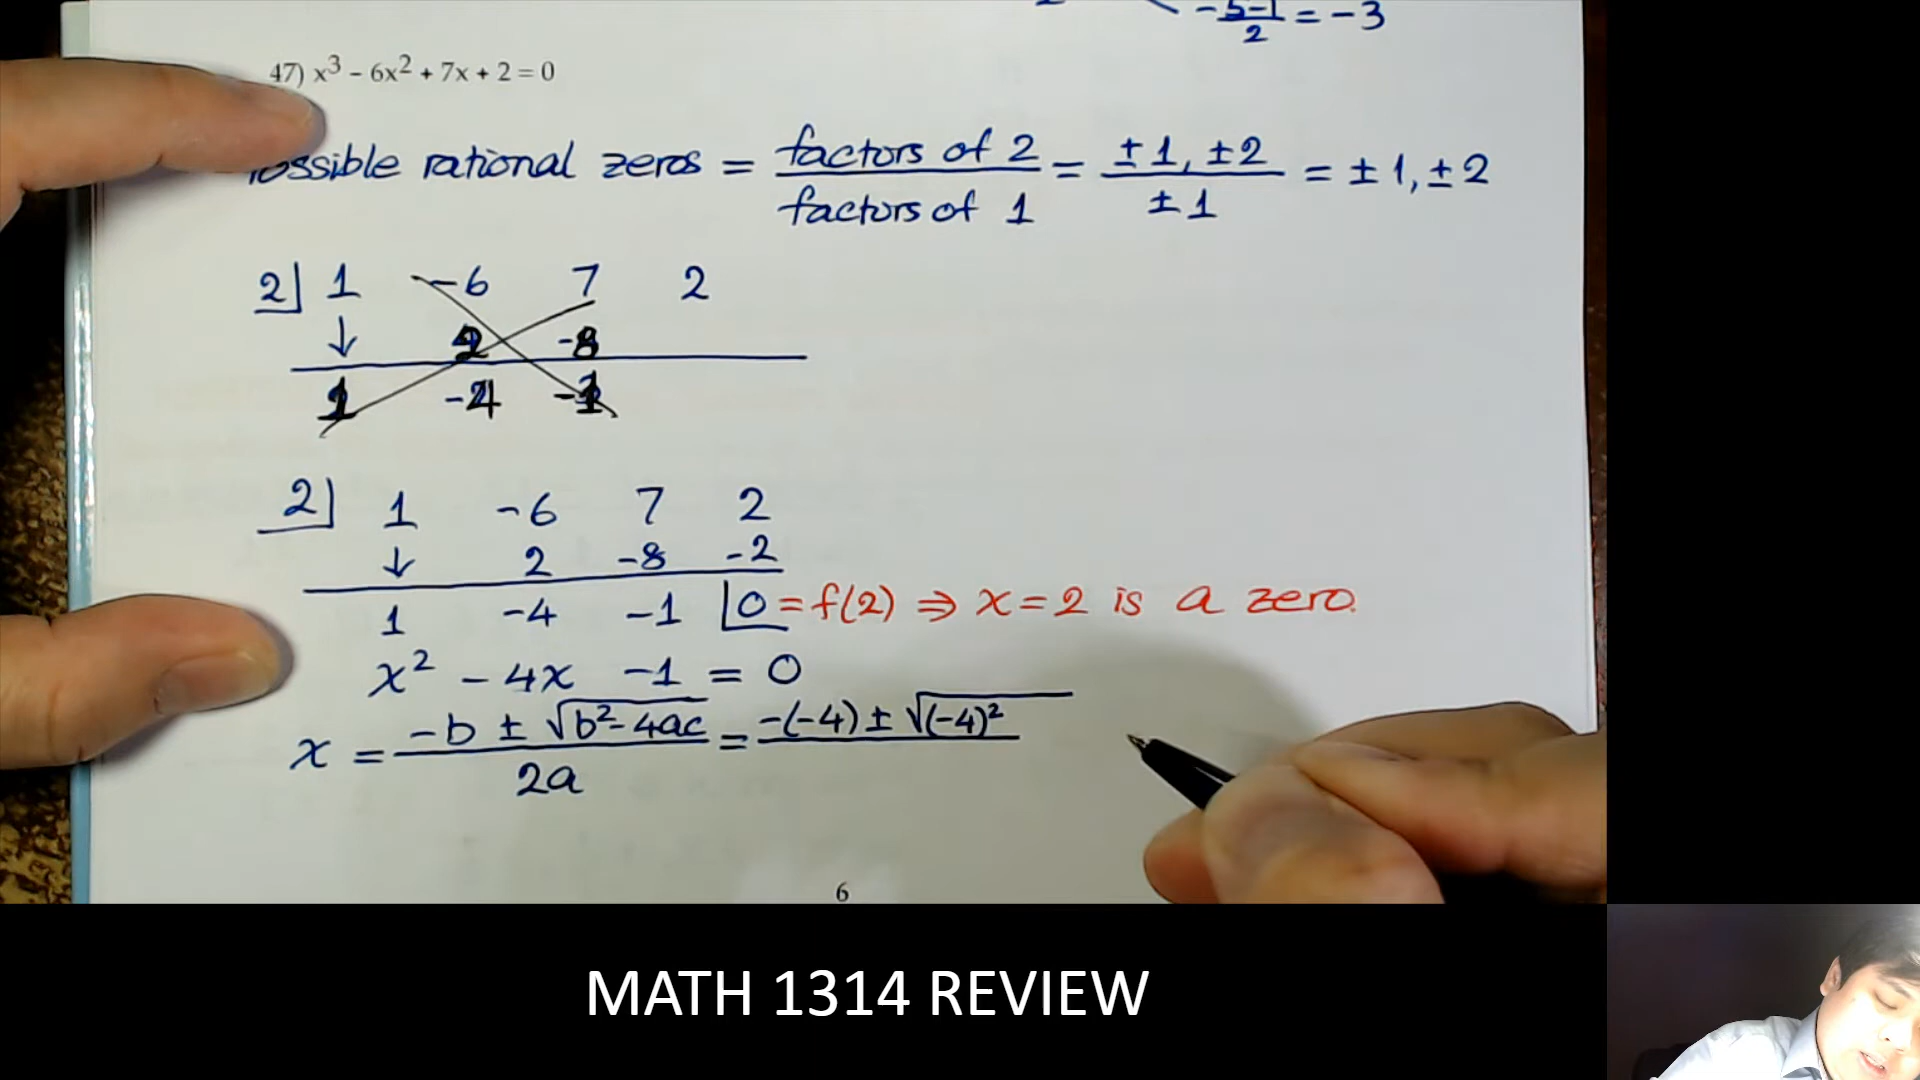 -5-1/2 = -3
47) x³ - 6x² + 7x + 2 = 0
possible rational zeros = factors of 2/factors of 1 = ±1, ±2/±1 = ±1, ±2
2 1 -6 7 2
↓ -8
1 -4 -1
2 1 -6 7 2
↓ 2 -8 -2
1 -4 -1 0 = f(2) ⇒ x = 2 is a zero.
x² - 4x - 1 = 0
x = -b ± √b²-4ac/2a = -(-4) ± √(-4)²
6
MATH 1314 REVIEW